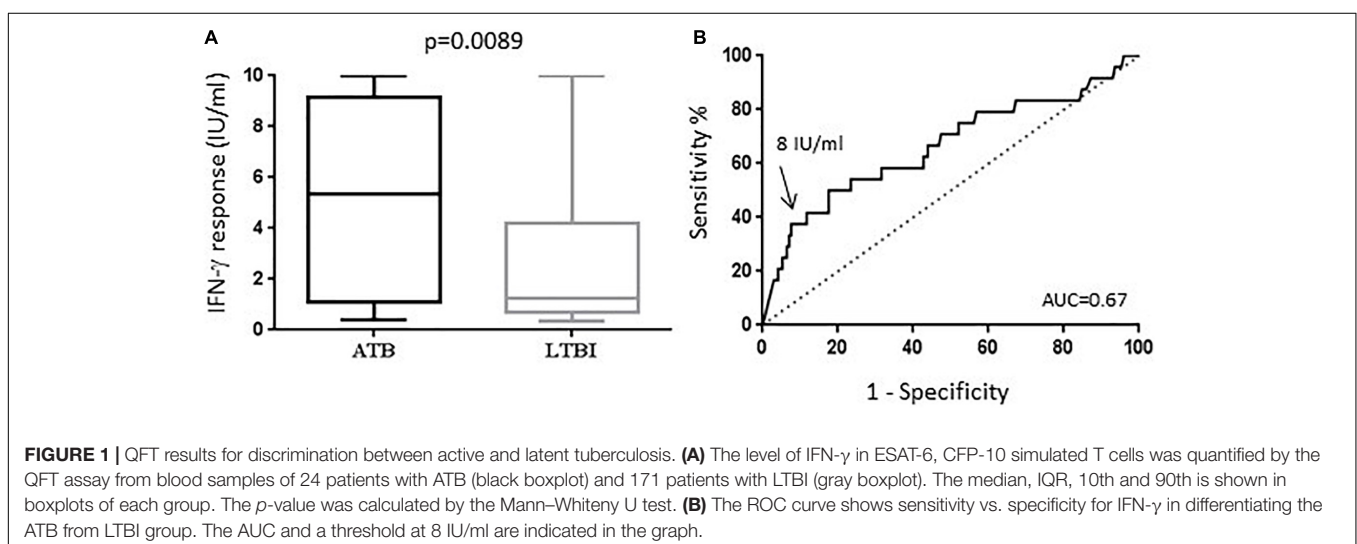 A
p=0.0089
IFN-γ response (IU/ml)
10
8
6
4
2
0
ATB
LTBI
B
Sensitivity %
100
80
60
40
20
0
8 IU/ml
AUC=0.67
0 20 40 60 80 100
1 - Specificity
FIGURE 1 | QFT results for discrimination between active and latent tuberculosis. (A) The level of IFN-γ in ESAT-6, CFP-10 simulated T cells was quantified by the
QFT assay from blood samples of 24 patients with ATB (black boxplot) and 171 patients with LTBI (gray boxplot). The median, IQR, 10th and 90th is shown in
boxplots of each group. The p-value was calculated by the Mann–Whiteny U test. (B) The ROC curve shows sensitivity vs. specificity for IFN-γ in differentiating the
ATB from LTBI group. The AUC and a threshold at 8 IU/ml are indicated in the graph.